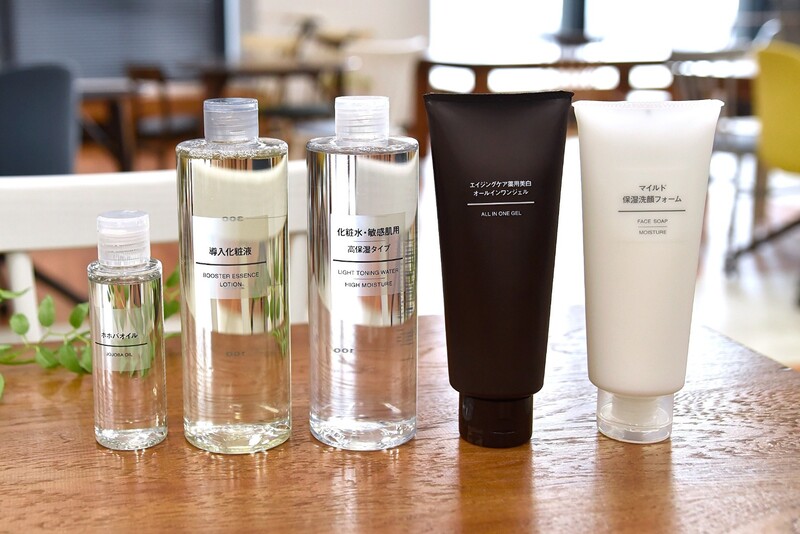 ホホバオイル
JOJOBA OIL
導入化粧液
BOOSTER ESSENCE
LOTION
化粧水・敏感肌用
高保湿タイプ
LIGHT TONING WATER
HIGH MOISTURE
エイジングケア薬用美白
オールインワンジェル
ALL IN ONE GEL
マイルド
保湿洗顔フォーム
FACE SOAP
MOISTURE